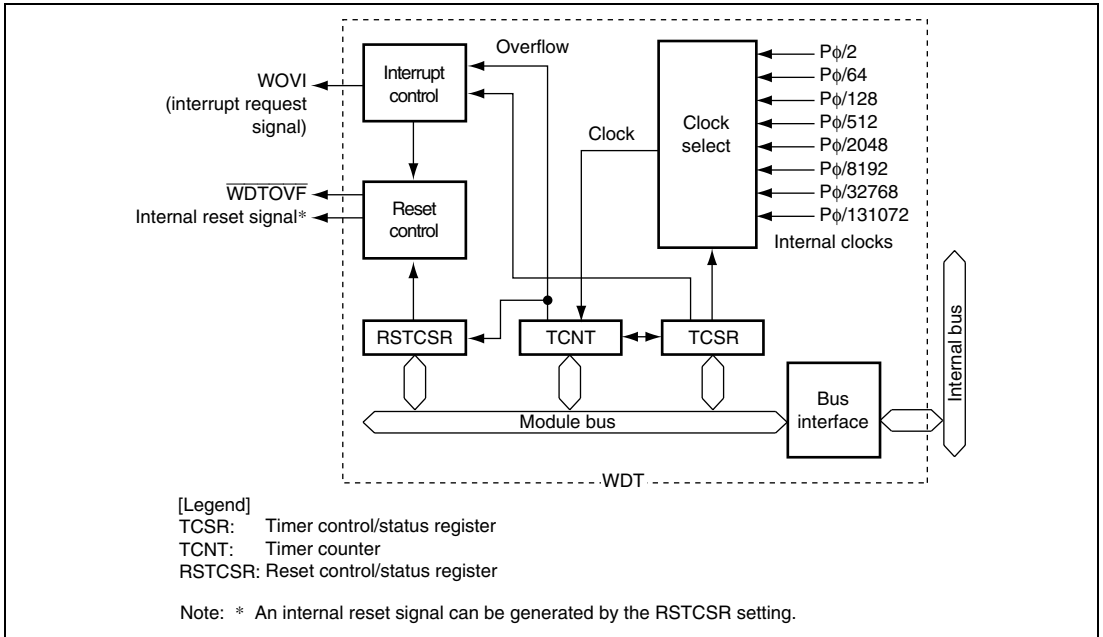 Overflow
Interrupt
control
WOVI
(interrupt request
signal)
Clock
Clock
select
Pϕ/2
Pϕ/64
Pϕ/128
Pϕ/512
Pϕ/2048
Pϕ/8192
Pϕ/32768
Pϕ/131072
Internal clocks
WDTOVF
Internal reset signal*
Reset
control
RSTCSR
TCNT
TCSR
Module bus
Bus
interface
Internal bus
WDT
[Legend]
TCSR: Timer control/status register
TCNT: Timer counter
RSTCSR: Reset control/status register
Note: * An internal reset signal can be generated by the RSTCSR setting.